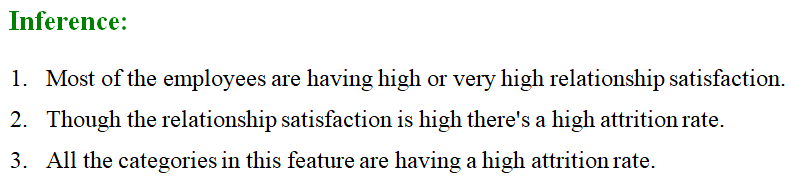 Inference:
1. Most of the employees are having high or very high relationship satisfaction.
2. Though the relationship satisfaction is high there's a high attrition rate.
3. All the categories in this feature are having a high attrition rate.